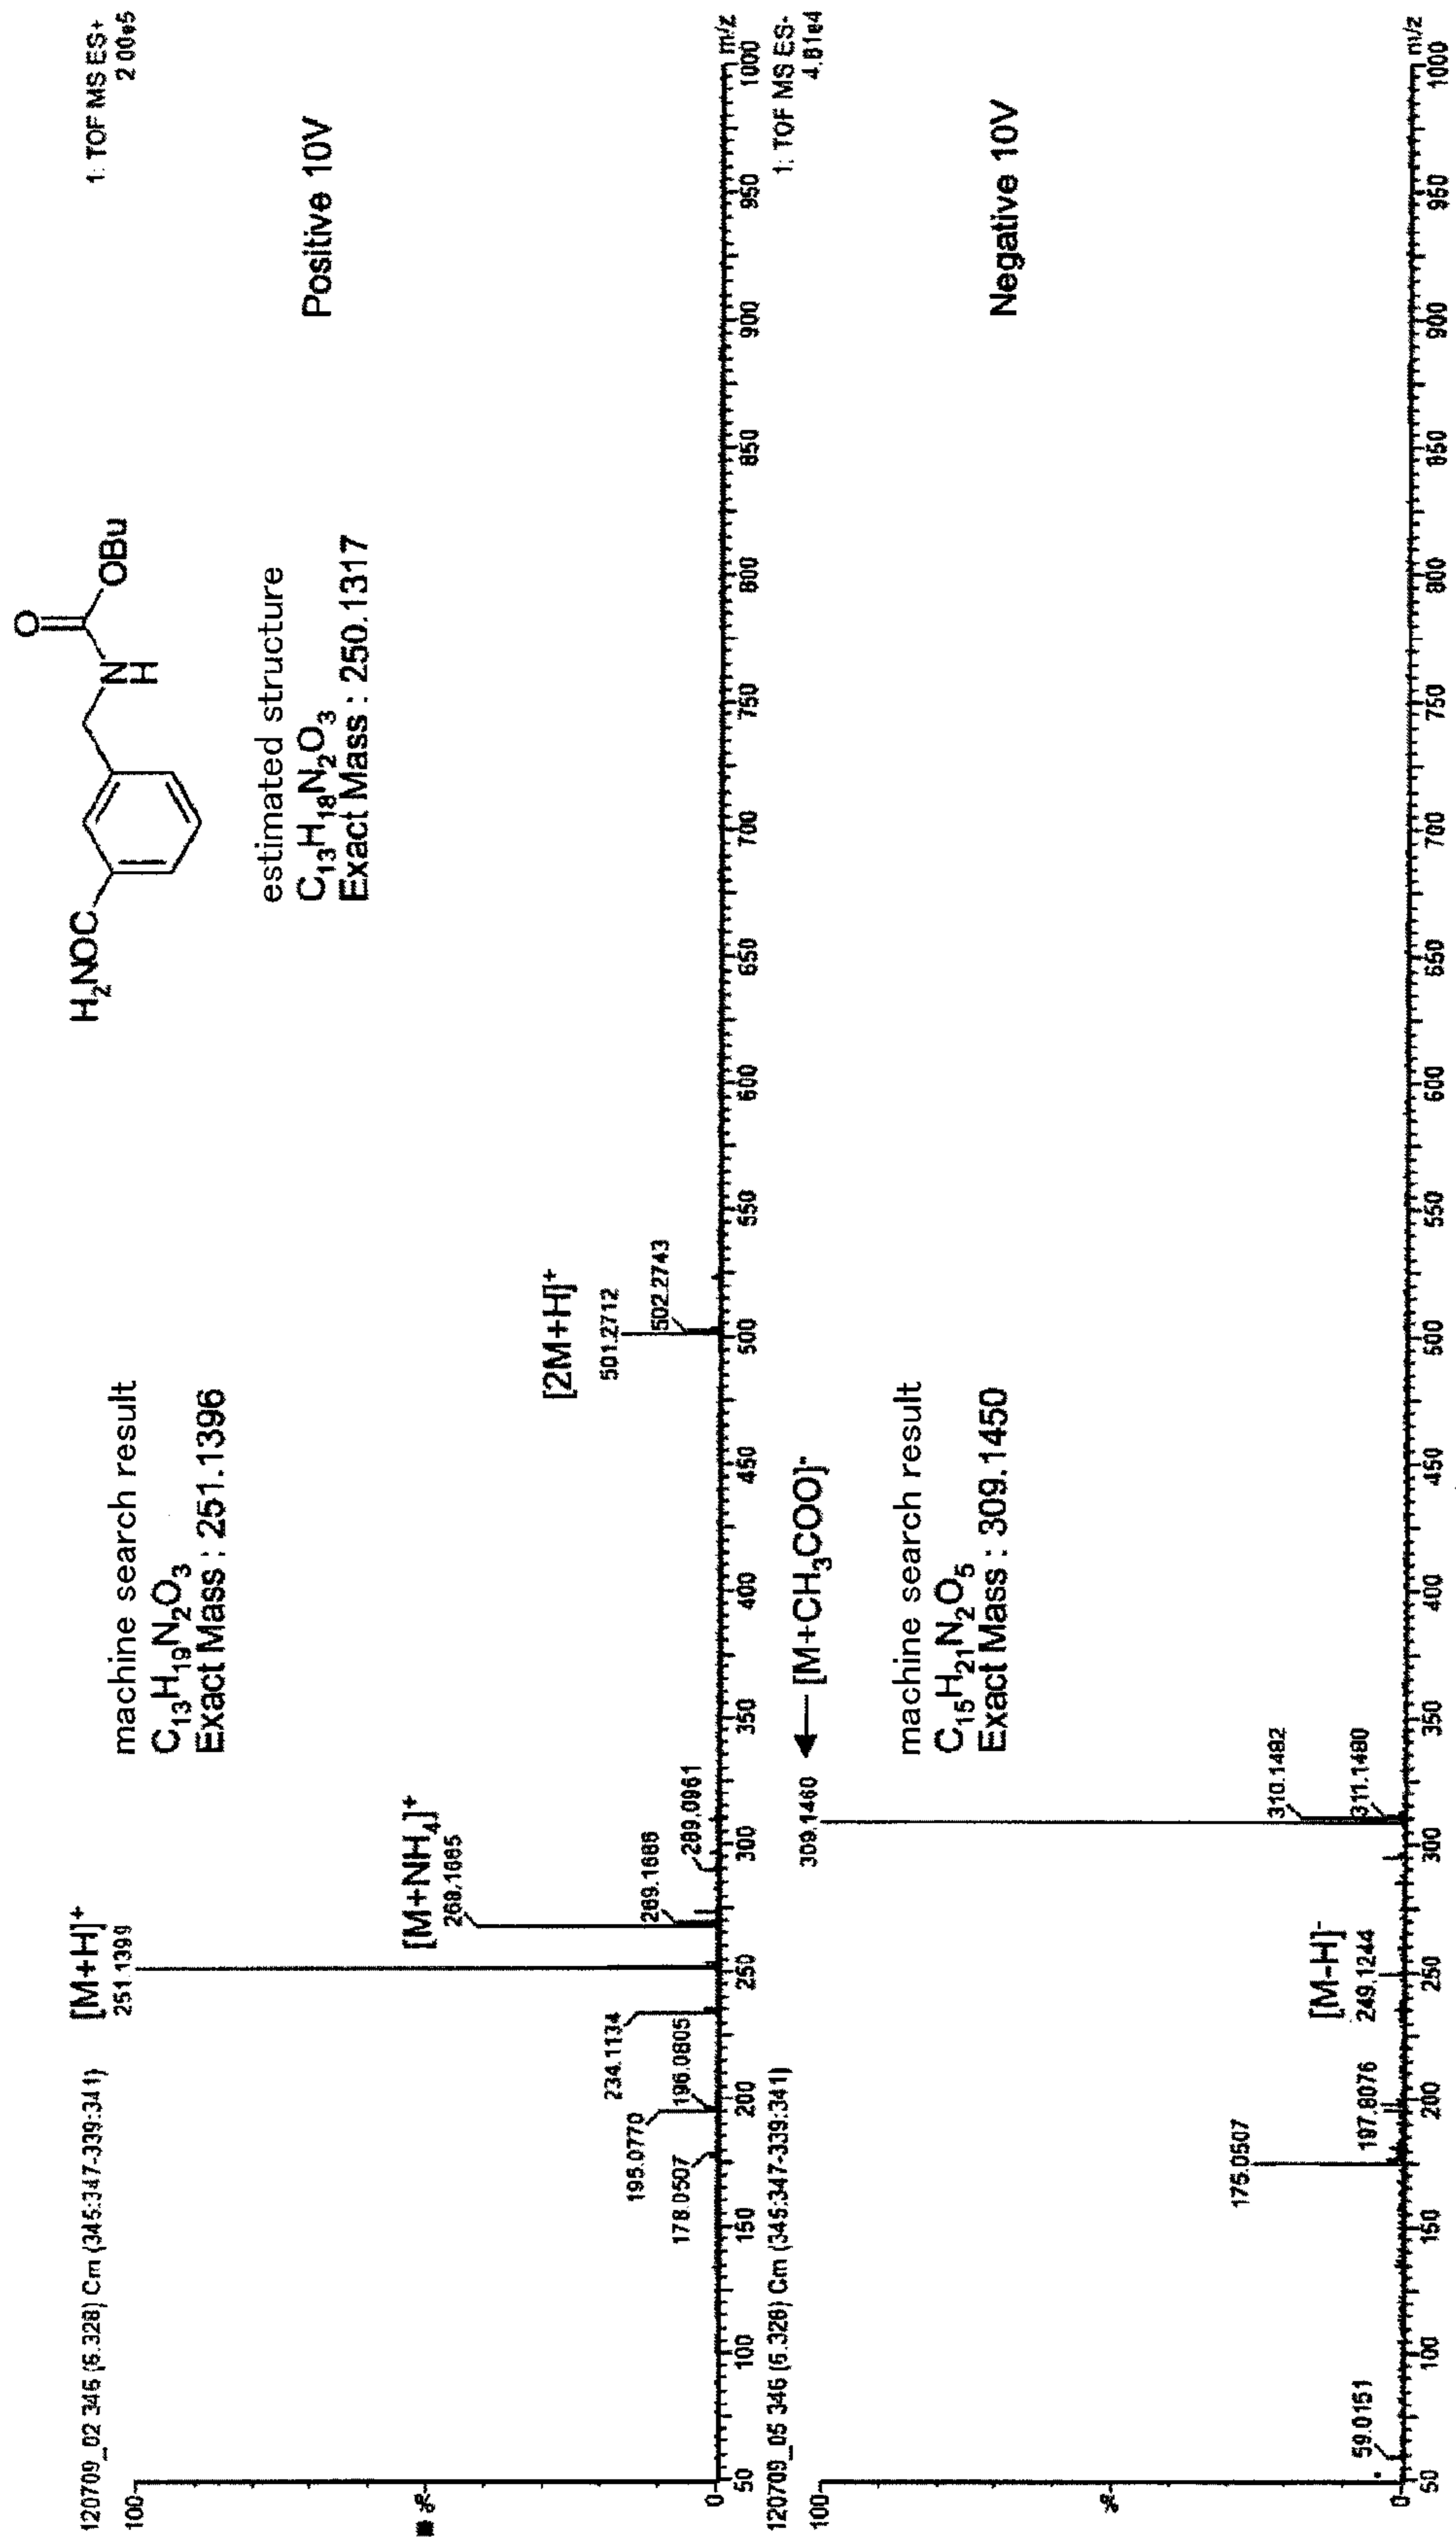 120709_02 346 (5.328) Cm (345:347-339:341)
1: TOF MS ES+
2.00e5
100
%
0
[M+H]+
251.1399
[M+NH4]+
268.1665
269.1686
289.0961
234.1134
195.0770
196.0805
178.0507
[2M+H]+
501.2712
502.2743
machine search result
C13H19N2O3
Exact Mass : 251.1396
H2NOC
O
N
H
OBu
estimated structure
C13H18N2O3
Exact Mass : 250.1317
Positive 10V
50 100 150 200 250 300 350 400 450 500 550 600 650 700 750 800 850 900 950 1000 m/z
120709_05 346 (5.328) Cm (345:347-339:341)
1: TOF MS ES-
4.81e4
100
%
0
309.1460
[M+CH3COO]-
machine search result
C15H21N2O5
Exact Mass : 309.1450
310.1482
311.1480
[M-H]-
249.1244
197.8076
175.0507
59.0151
Negative 10V
50 100 150 200 250 300 350 400 450 500 550 600 650 700 750 800 850 900 950 1000 m/z